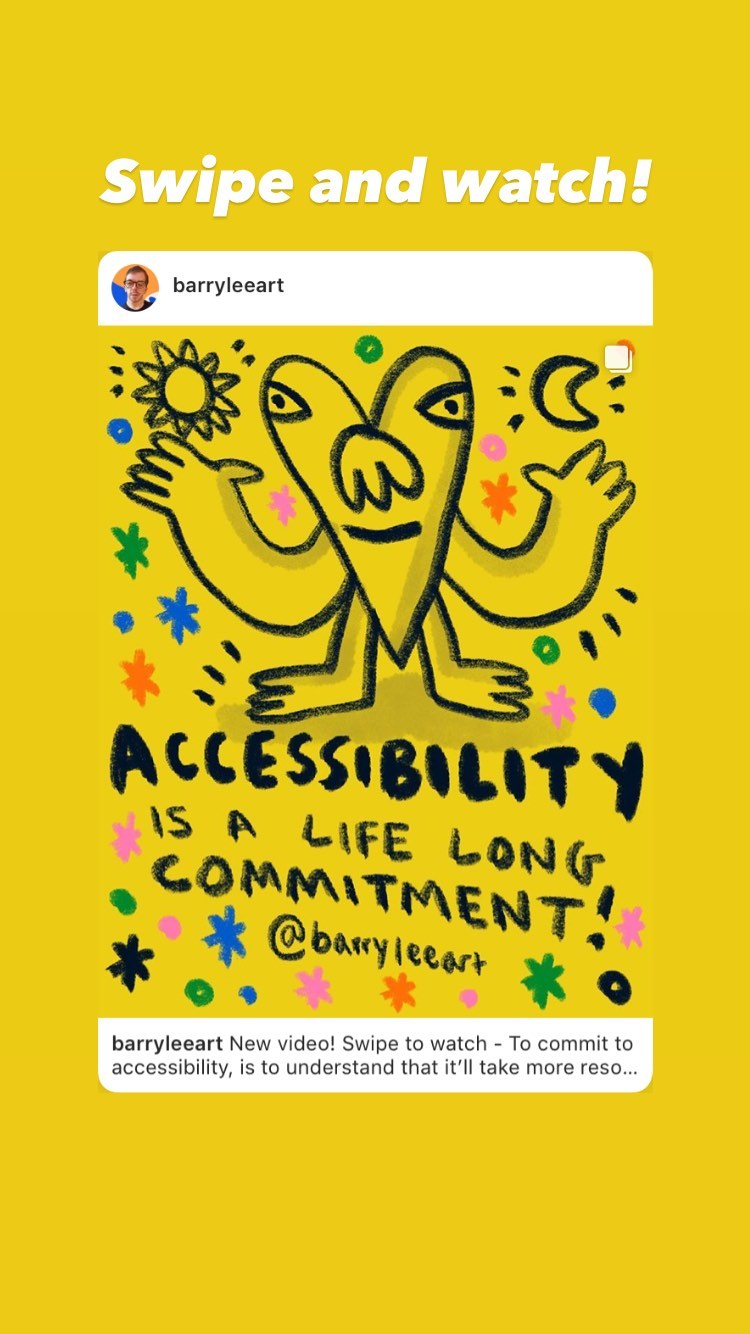 Swipe and watch!
barryleeart
ACCESSIBILITY
IS A LIFE LONG
COMMITMENT!
@barryleeart
barryleeart New video! Swipe to watch - To commit to
accessibility, is to understand that it’ll take more reso...